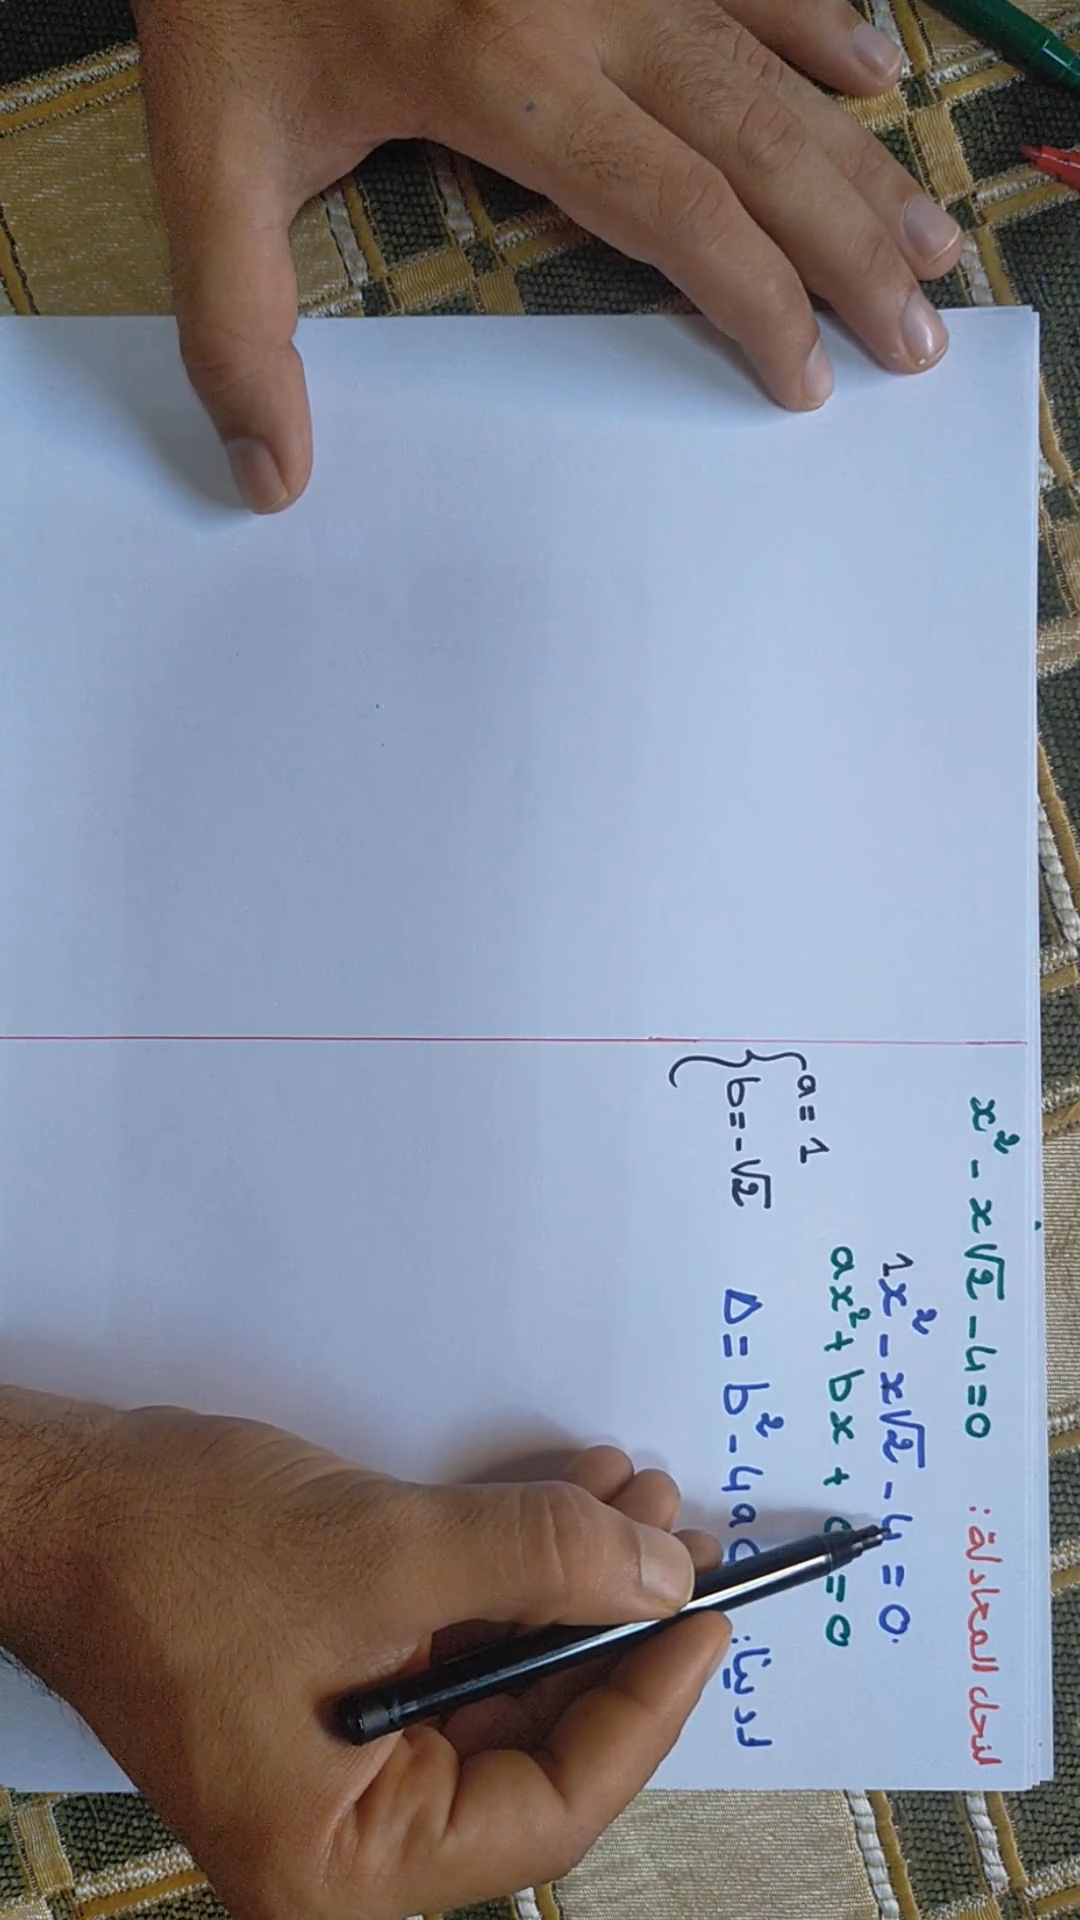 لنحل المعادلة: x² - x√2 - 4 = 0
1x² - x√2 - 4 = 0.
ax² + bx + c = 0
لدينا: Δ = b² - 4ac
{ a = 1
{ b = -√2